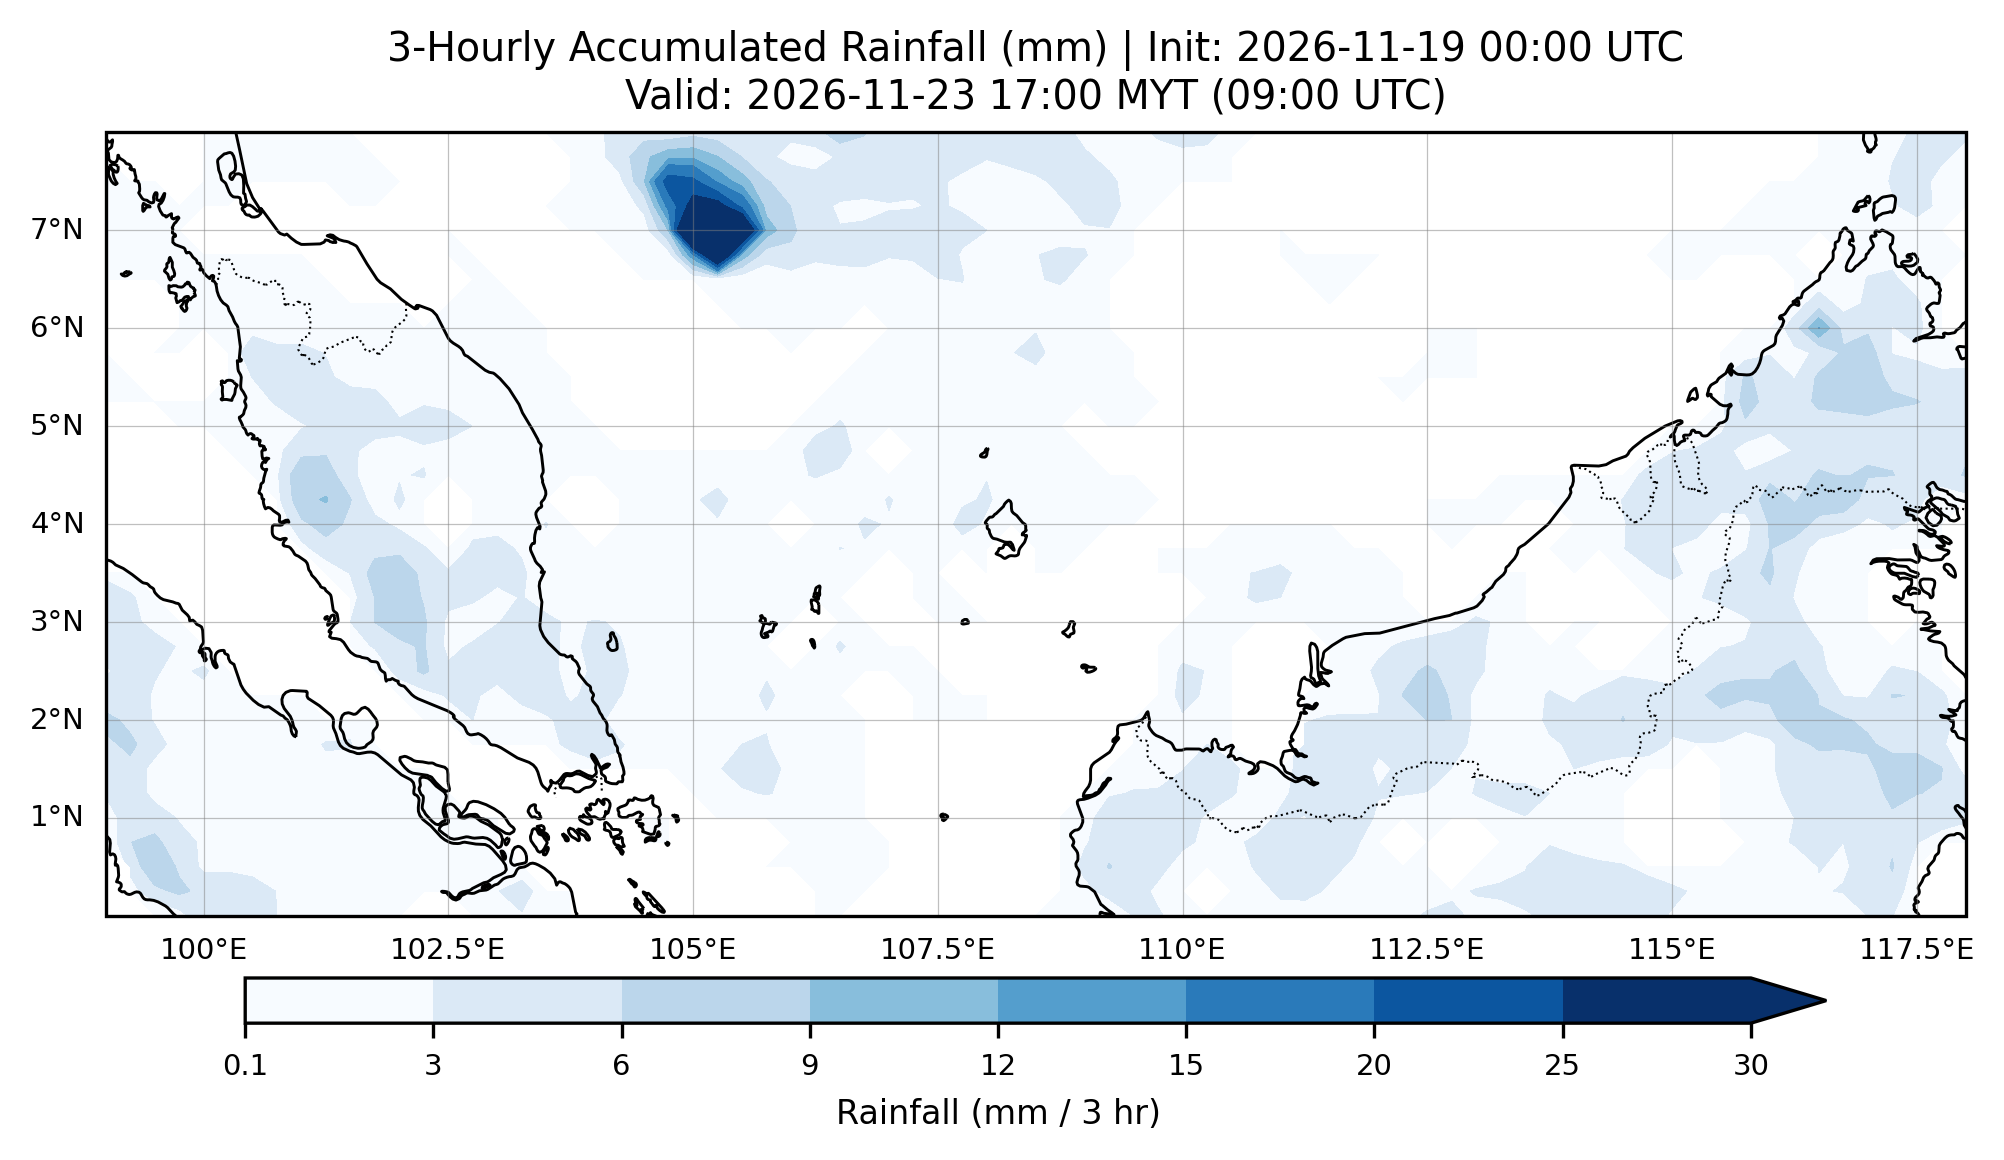 3-Hourly Accumulated Rainfall (mm) | Init: 2026-11-19 00:00 UTC
Valid: 2026-11-23 17:00 MYT (09:00 UTC)
7°N
6°N
5°N
4°N
3°N
2°N
1°N
100°E 102.5°E 105°E 107.5°E 110°E 112.5°E 115°E 117.5°E
0.1 3 6 9 12 15 20 25 30
Rainfall (mm / 3 hr)